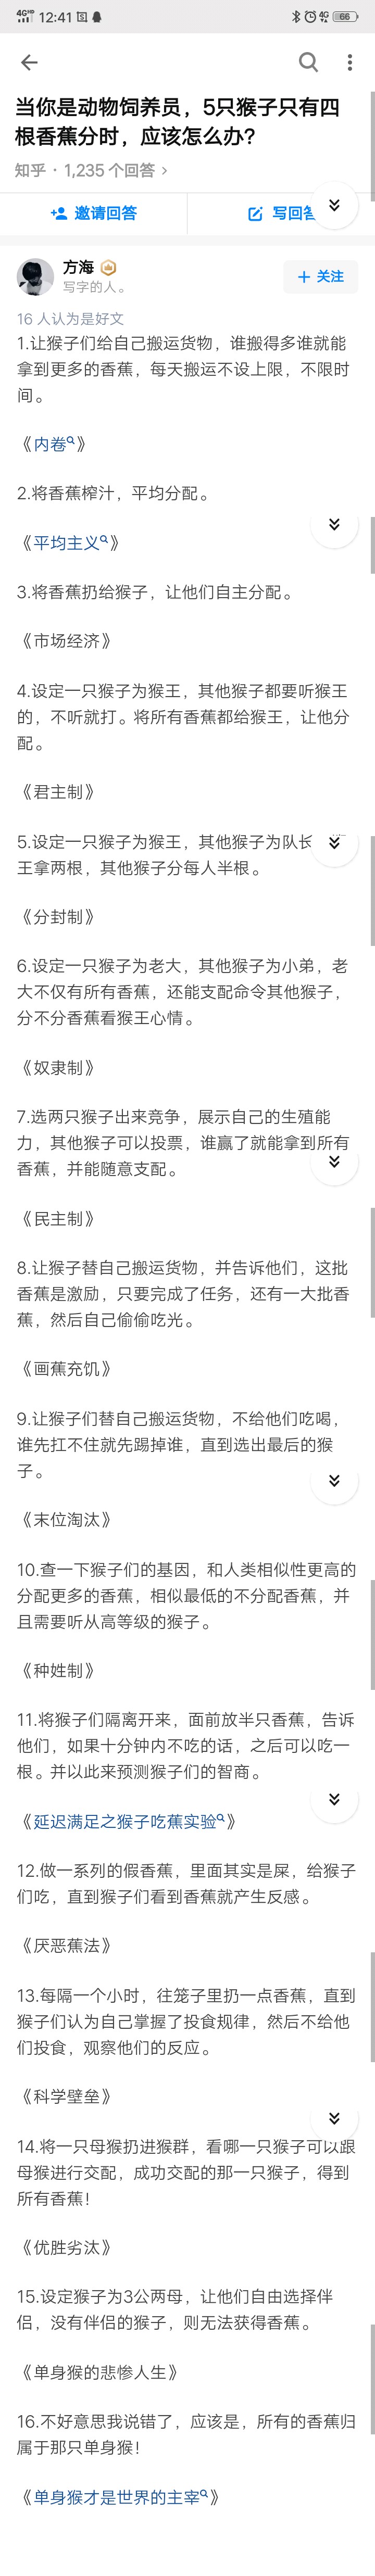 4G HD 12:41
4G 66
当你是动物饲养员，5只猴子只有四
根香蕉分时，应该怎么办？
知乎 · 1,235 个回答 >
邀请回答
写回答
方海
写字的人。
+ 关注
16 人认为是好文
1.让猴子们给自己搬运货物，谁搬得多谁就能
拿到更多的香蕉，每天搬运不设上限，不限时
间。
《内卷》
2.将香蕉榨汁，平均分配。
《平均主义》
3.将香蕉扔给猴子，让他们自主分配。
《市场经济》
4.设定一只猴子为猴王，其他猴子都要听猴王
的，不听就打。将所有香蕉都给猴王，让他分
配。
《君主制》
5.设定一只猴子为猴王，其他猴子为队长
王拿两根，其他猴子分每人半根。
《分封制》
6.设定一只猴子为老大，其他猴子为小弟，老
大不仅有所有香蕉，还能支配命令其他猴子，
分不分香蕉看猴王心情。
《奴隶制》
7.选两只猴子出来竞争，展示自己的生殖能
力，其他猴子可以投票，谁赢了就能拿到所有
香蕉，并能随意支配。
《民主制》
8.让猴子替自己搬运货物，并告诉他们，这批
香蕉是激励，只要完成了任务，还有一大批香
蕉，然后自己偷偷吃光。
《画蕉充饥》
9.让猴子们替自己搬运货物，不给他们吃喝，
谁先扛不住就先踢掉谁，直到选出最后的猴
子。
《末位淘汰》
10.查一下猴子们的基因，和人类相似性更高的
分配更多的香蕉，相似最低的不分配香蕉，并
且需要听从高等级的猴子。
《种姓制》
11.将猴子们隔离开来，面前放半只香蕉，告诉
他们，如果十分钟内不吃的话，之后可以吃一
根。并以此来预测猴子们的智商。
《延迟满足之猴子吃蕉实验》
12.做一系列的假香蕉，里面其实是屎，给猴子
们吃，直到猴子们看到香蕉就产生反感。
《厌恶蕉法》
13.每隔一个小时，往笼子里扔一点香蕉，直到
猴子们认为自己掌握了投食规律，然后不给他
们投食，观察他们的反应。
《科学壁垒》
14.将一只母猴扔进猴群，看哪一只猴子可以跟
母猴进行交配，成功交配的那一只猴子，得到
所有香蕉！
《优胜劣汰》
15.设定猴子为3公两母，让他们自由选择伴
侣，没有伴侣的猴子，则无法获得香蕉。
《单身猴的悲惨人生》
16.不好意思我说错了，应该是，所有的香蕉归
属于那只单身猴！
《单身猴才是世界的主宰》